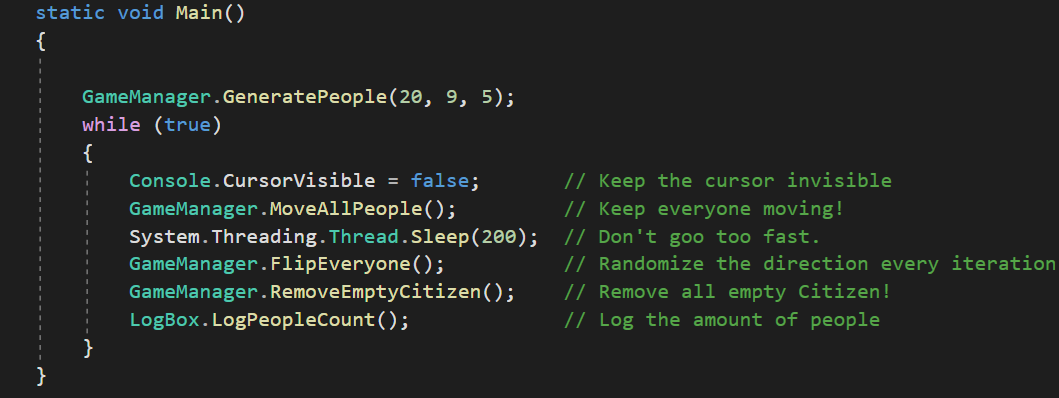 static void Main()
{
GameManager.GeneratePeople(20, 9, 5);
while (true)
{
Console.CursorVisible = false; // Keep the cursor invisible
GameManager.MoveAllPeople(); // Keep everyone moving!
System.Threading.Thread.Sleep(200); // Don't goo too fast.
GameManager.FlipEveryone(); // Randomize the direction every iteration
GameManager.RemoveEmptyCitizen(); // Remove all empty Citizen!
LogBox.LogPeopleCount(); // Log the amount of people
}
}